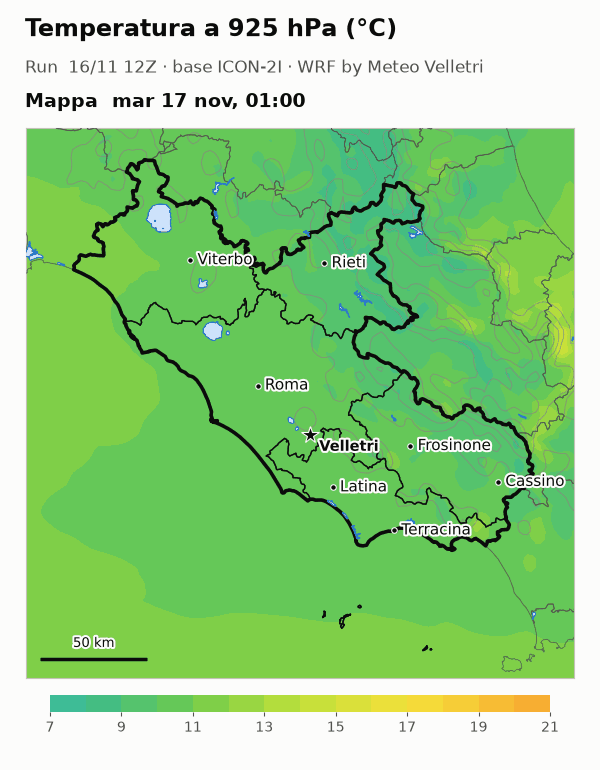 Temperatura a 925 hPa (°C)
Run  16/11 12Z · base ICON-2I · WRF by Meteo Velletri
Mappa  mar 17 nov, 01:00
Viterbo
Rieti
Roma
Velletri
Frosinone
Cassino
Latina
Terracina
50 km
7 9 11 13 15 17 19 21